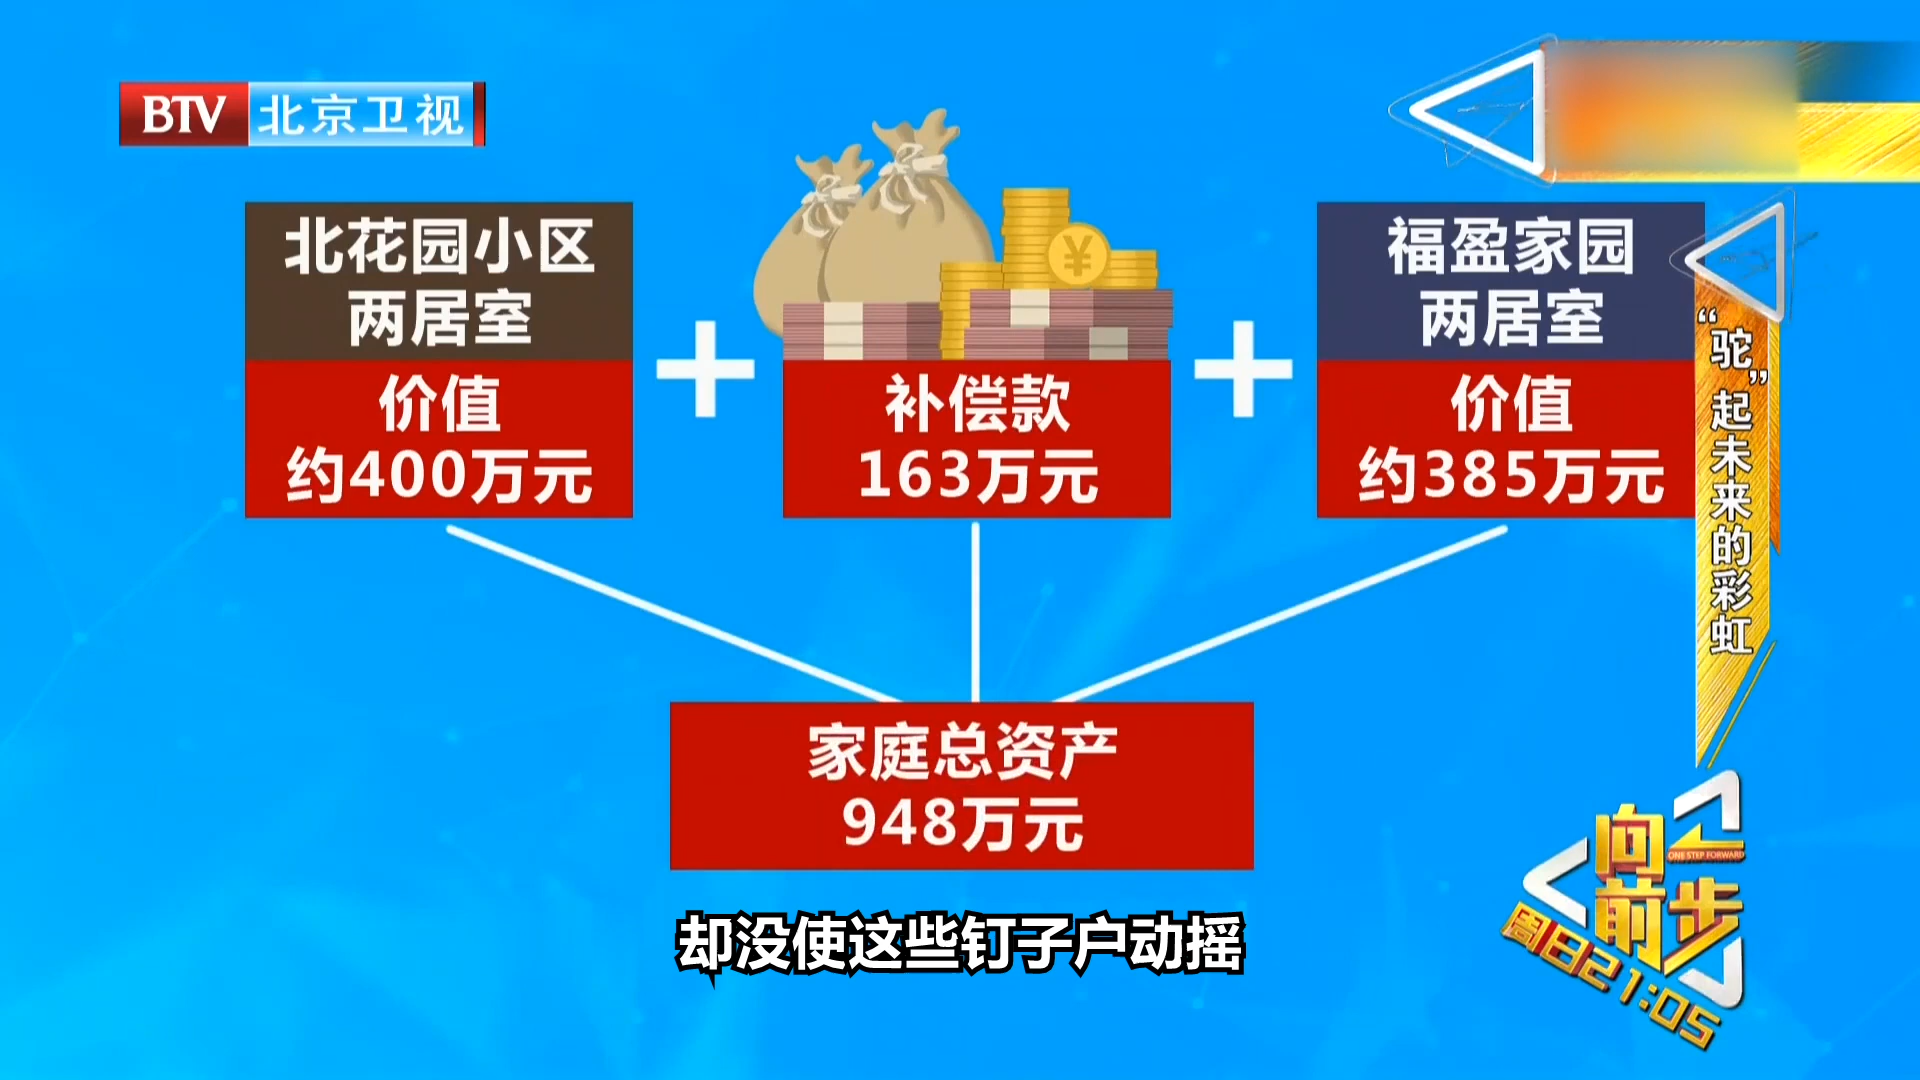 BTV 北京卫视
北花园小区
两居室
价值
约400万元
补偿款
163万元
¥
福盈家园
两居室
价值
约385万元
家庭总资产
948万元
“驼”起未来的彩虹
向前一步
ONE STEP FORWARD
周日21:05
却没使这些钉子户动摇